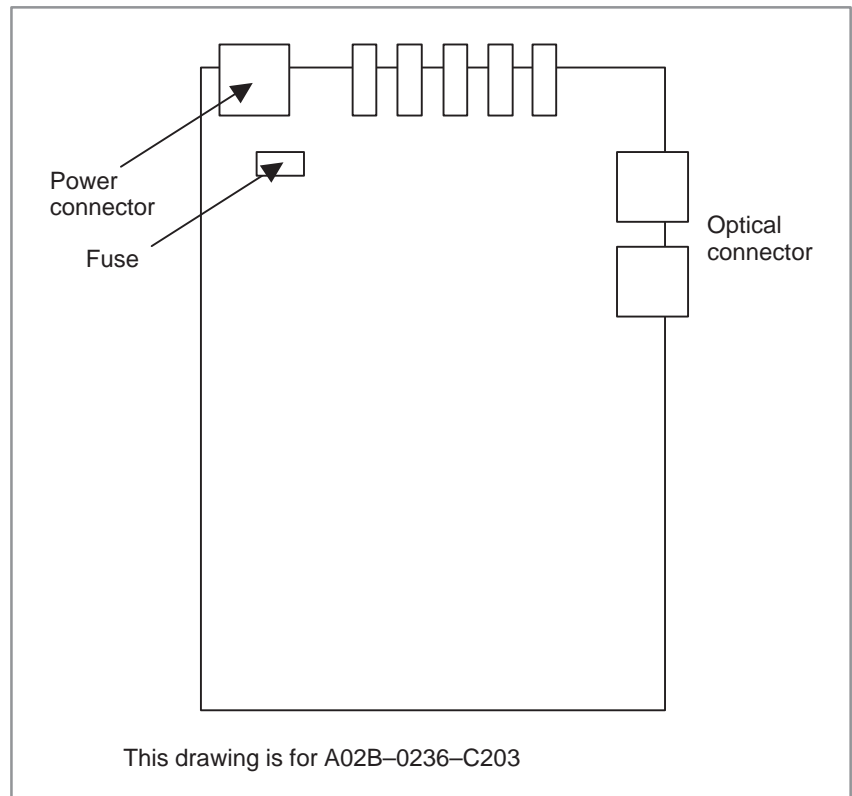 Power
connector
Fuse
Optical
connector
This drawing is for A02B–0236–C203